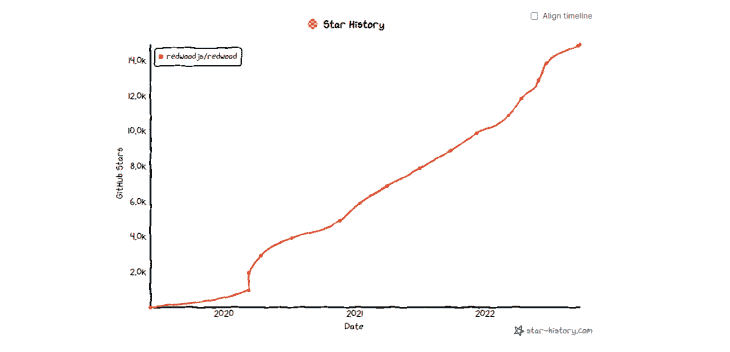 Star History
Align timeline
redwoodjs/redwood
14.0k
12.0k
10.0k
8.0k
6.0k
4.0k
2.0k
GitHub Stars
2020
2021
2022
Date
star-history.com